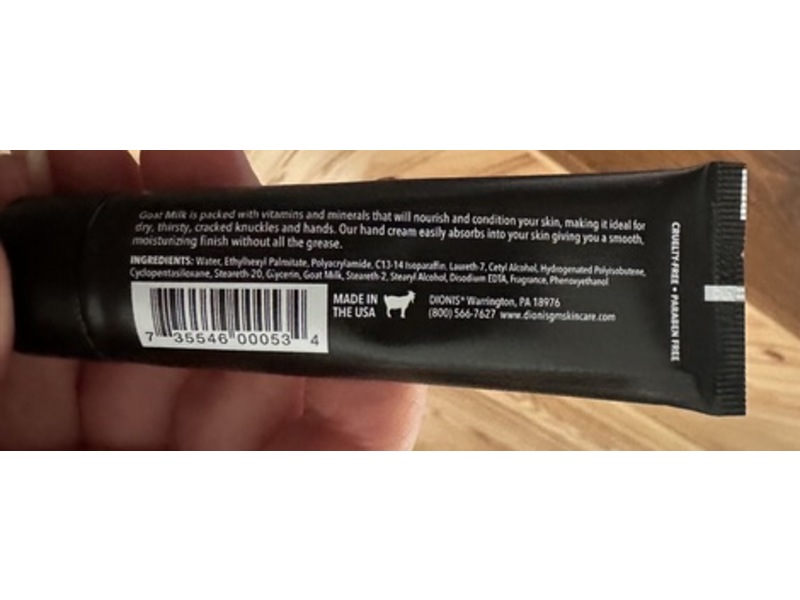 Goat Milk is packed with vitamins and minerals that will nourish and condition your skin, making it ideal for
dry, thirsty, cracked knuckles and hands. Our hand cream easily absorbs into your skin giving you a smooth,
moisturizing finish without all the grease.
INGREDIENTS: Water, Ethylhexyl Palmitate, Polyacrylamide, C13-14 Isoparaffin, Laureth-7, Cetyl Alcohol, Hydrogenated Polyisobutene,
Cyclopentasiloxane, Steareth-20, Glycerin, Goat Milk, Steareth-2, Stearyl Alcohol, Disodium EDTA, Fragrance, Phenoxyethanol
7 35546 00053 4
MADE IN
THE USA
DIONIS® Warrington, PA 18976
(800) 566-7627 www.dionisgmskincare.com
CRUELTY-FREE • PARABEN FREE